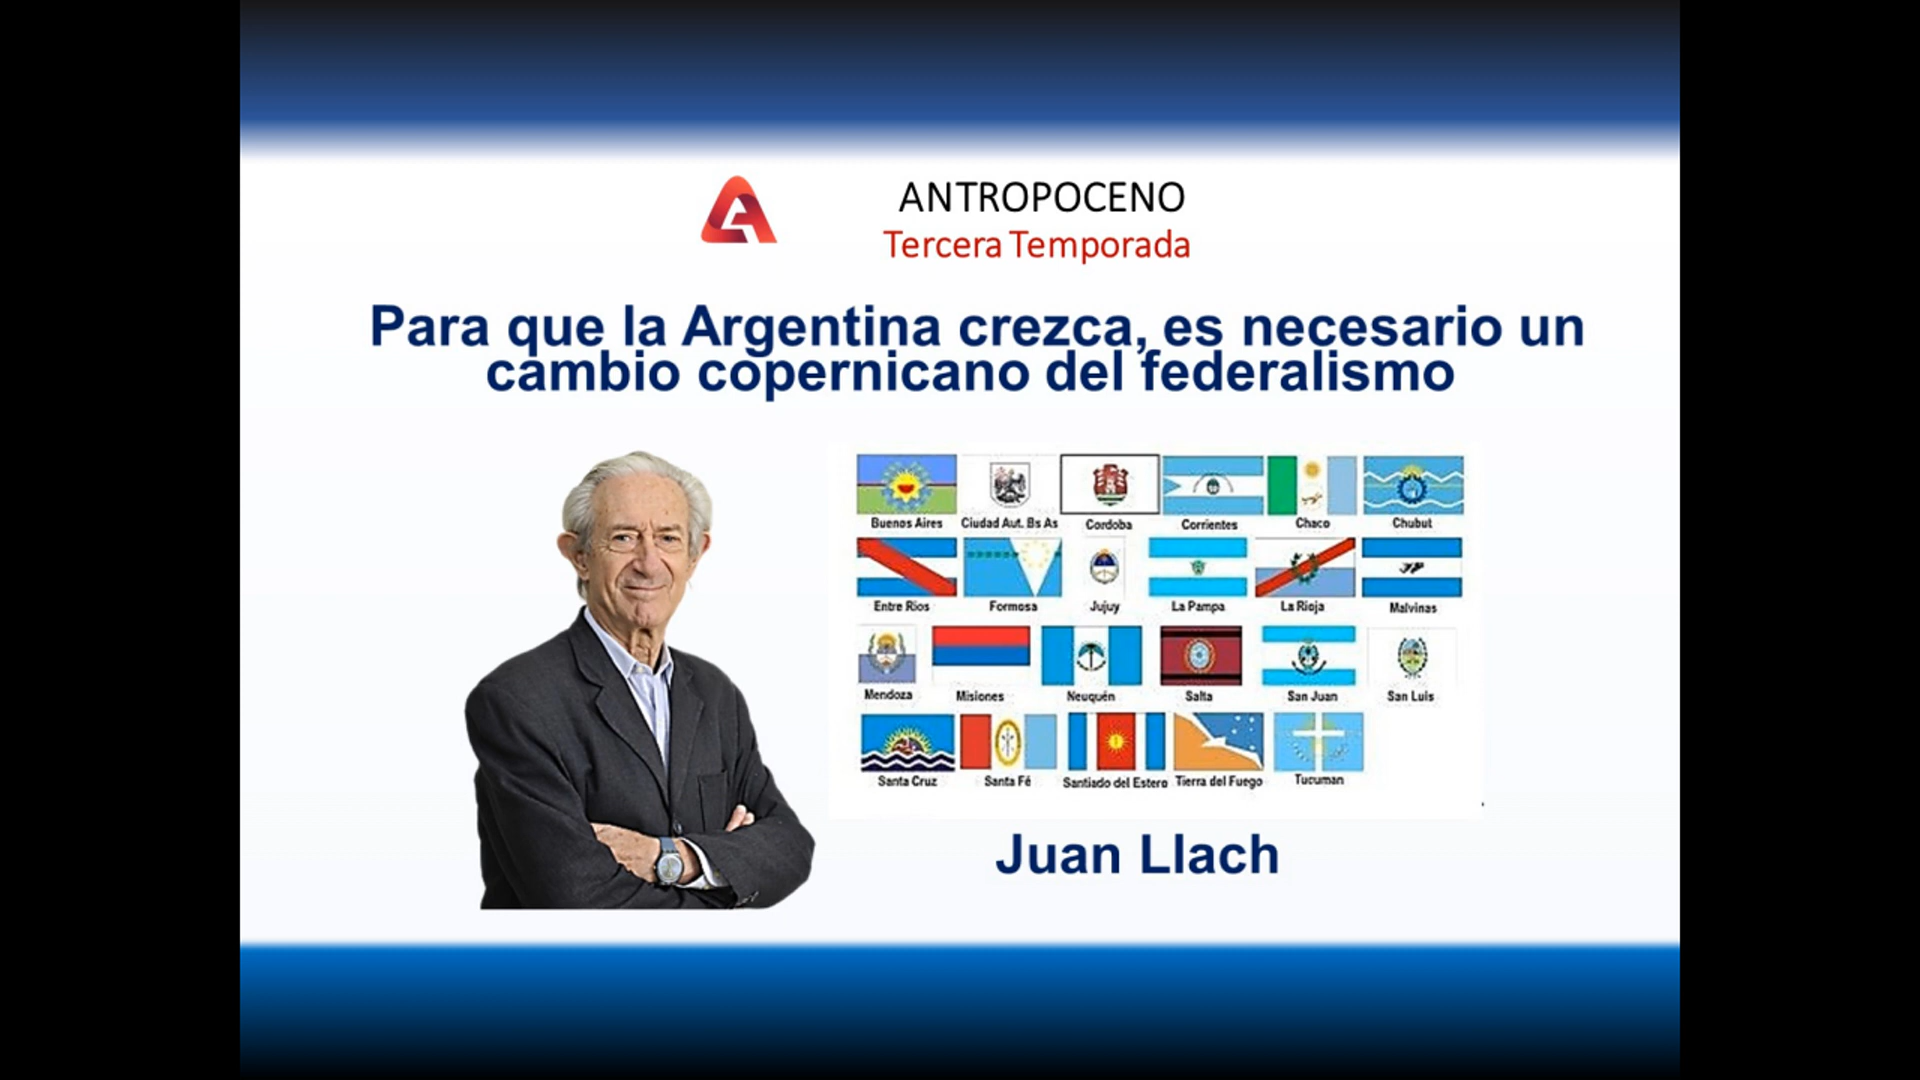 ANTROPOCENO
Tercera Temporada
Para que la Argentina crezca, es necesario un
cambio copernicano del federalismo
Buenos Aires Ciudad Aut. Bs As Cordoba Corrientes Chaco Chubut
Entre Rios Formosa Jujuy La Pampa La Rioja Malvinas
Mendoza Misiones Neuquén Salta San Juan San Luis
Santa Cruz Santa Fé Santiado del Estero Tierra del Fuego Tucuman
Juan Llach